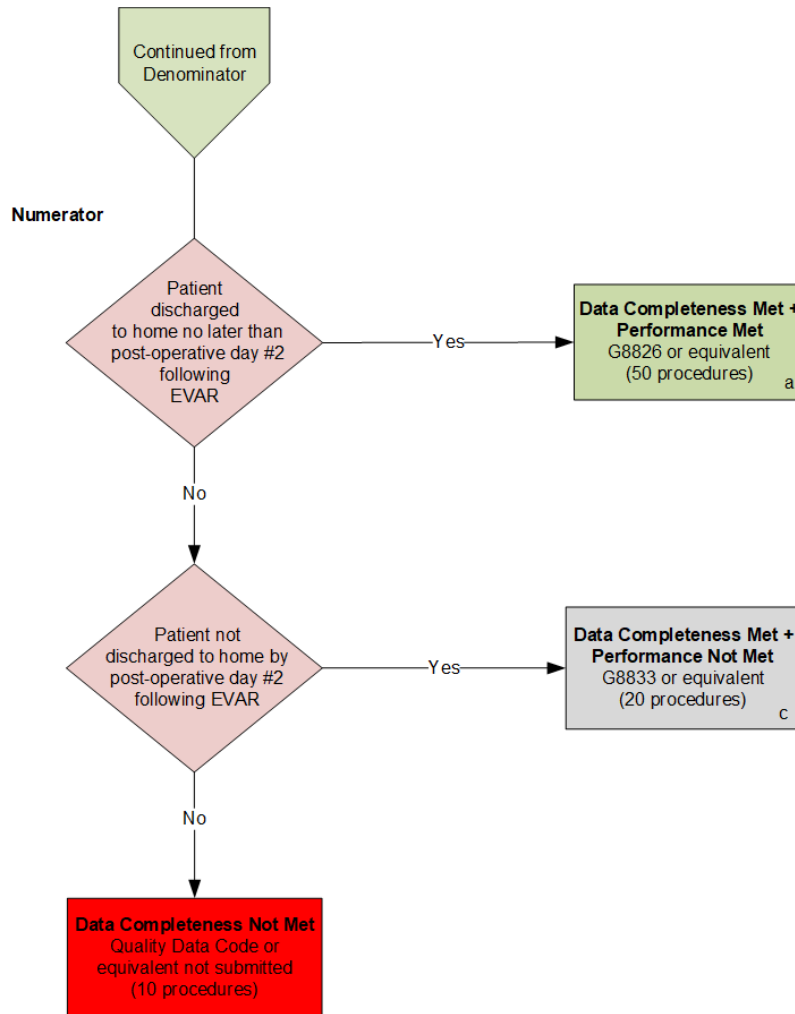 Continued from
Denominator
Numerator
Patient
discharged
to home no later than
post-operative day #2
following
EVAR
Yes
Data Completeness Met +
Performance Met
G8826 or equivalent
(50 procedures)
a
No
Patient not
discharged to home by
post-operative day #2
following EVAR
Yes
Data Completeness Met +
Performance Not Met
G8833 or equivalent
(20 procedures)
c
No
Data Completeness Not Met
Quality Data Code or
equivalent not submitted
(10 procedures)